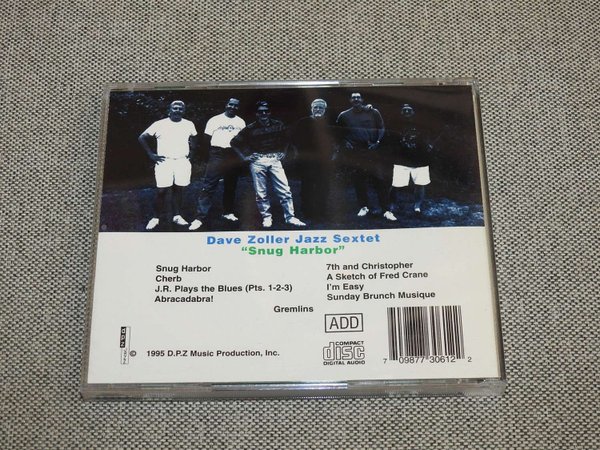 Dave Zoller Jazz Sextet
"Snug Harbor"
Snug Harbor
Cherb
J.R. Plays the Blues (Pts. 1-2-3)
Abracadabra!
Gremlins
7th and Christopher
A Sketch of Fred Crane
I'm Easy
Sunday Brunch Musique
© 1995 D.P.Z Music Production, Inc.
ADD
COMPACT
disc
DIGITAL AUDIO
7 09877 30612 2